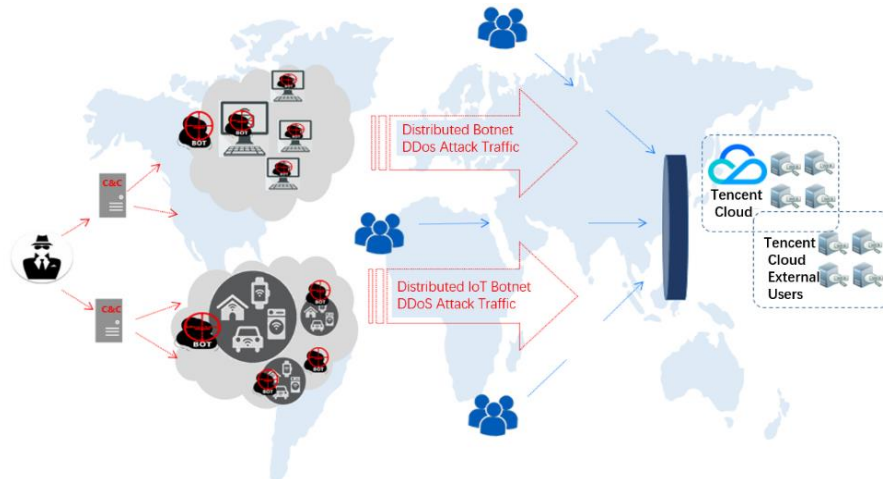 BOT
BOT
C&C
Distributed Botnet
DDos Attack Traffic
Tencent
Cloud
Tencent
Cloud
External
Users
C&C
BOT
Distributed IoT Botnet
DDoS Attack Traffic